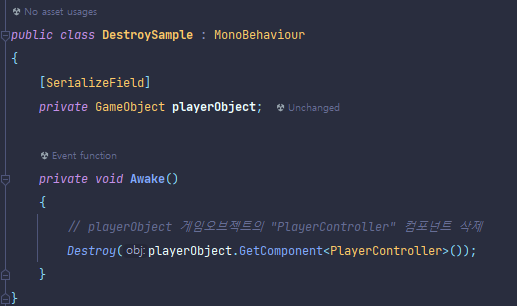 No asset usages
public class DestroySample : MonoBehaviour
{
[SerializeField]
private GameObject playerObject; Unchanged
Event function
private void Awake()
{
// playerObject 게임오브젝트의 "PlayerController" 컴포넌트 삭제
Destroy( obj: playerObject.GetComponent<PlayerController>());
}
}